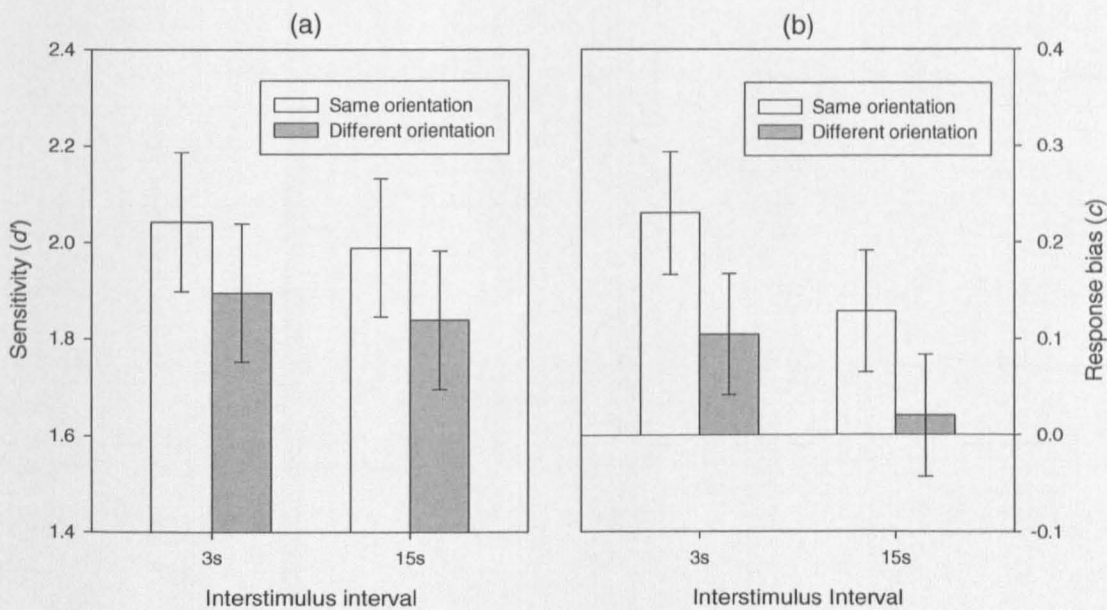 (a)
2.4
2.2
2.0
1.8
1.6
1.4
Sensitivity (d')
Same orientation
Different orientation
3s
15s
Interstimulus interval
(b)
Same orientation
Different orientation
0.4
0.3
0.2
0.1
0.0
-0.1
Response bias (c)
3s
15s
Interstimulus Interval